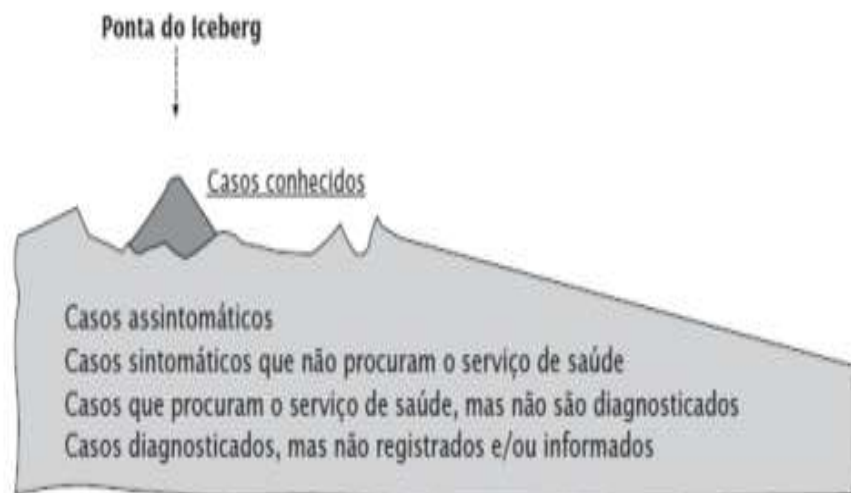 Ponta do Iceberg
Casos conhecidos
Casos assintomáticos
Casos sintomáticos que não procuram o serviço de saúde
Casos que procuram o serviço de saúde, mas não são diagnosticados
Casos diagnosticados, mas não registrados e/ou informados